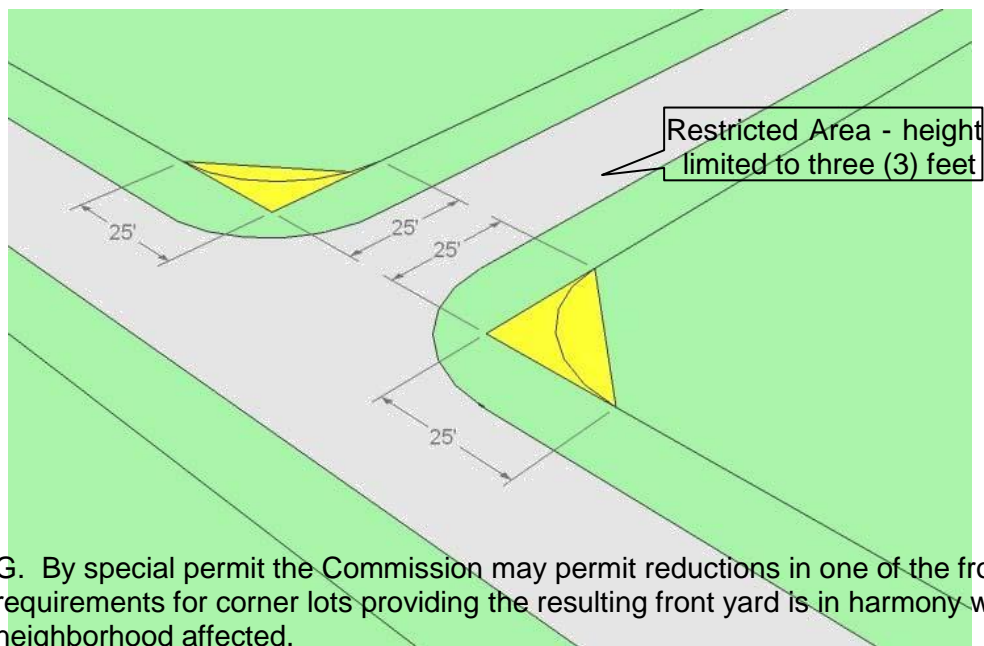 Restricted Area - height
limited to three (3) feet
25'
25'
25'
25'
G. By special permit the Commission may permit reductions in one of the
requirements for corner lots providing the resulting front yard is in harmony
neighborhood affected.